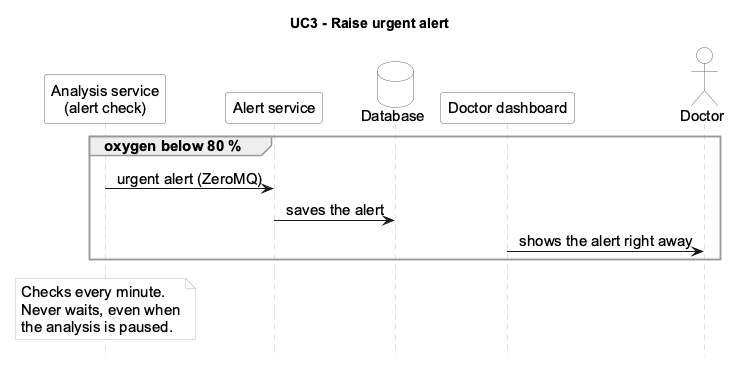 UC3 - Raise urgent alert
Analysis service
(alert check)
Alert service
Database
Doctor dashboard
Doctor
oxygen below 80 %
urgent alert (ZeroMQ)
saves the alert
shows the alert right away
Checks every minute.
Never waits, even when
the analysis is paused.